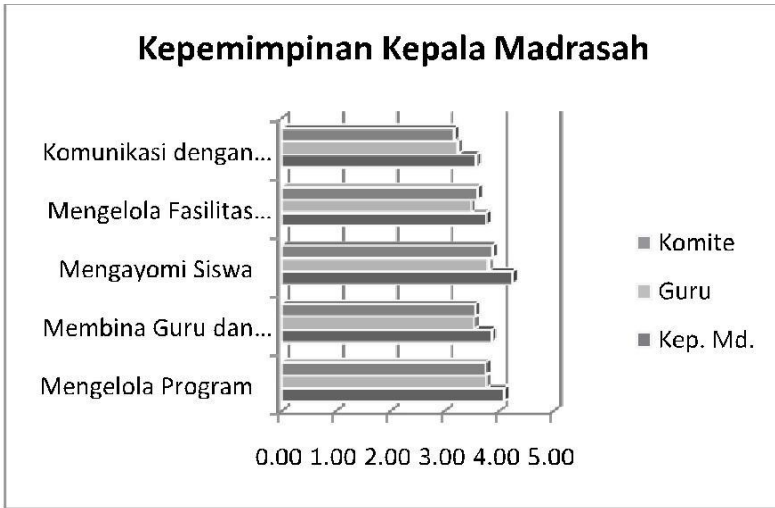 Kepemimpinan Kepala Madrasah
Komunikasi dengan...
Mengelola Fasilitas...
Mengayomi Siswa
Membina Guru dan...
Mengelola Program
0.00 1.00 2.00 3.00 4.00 5.00
Komite
Guru
Kep. Md.